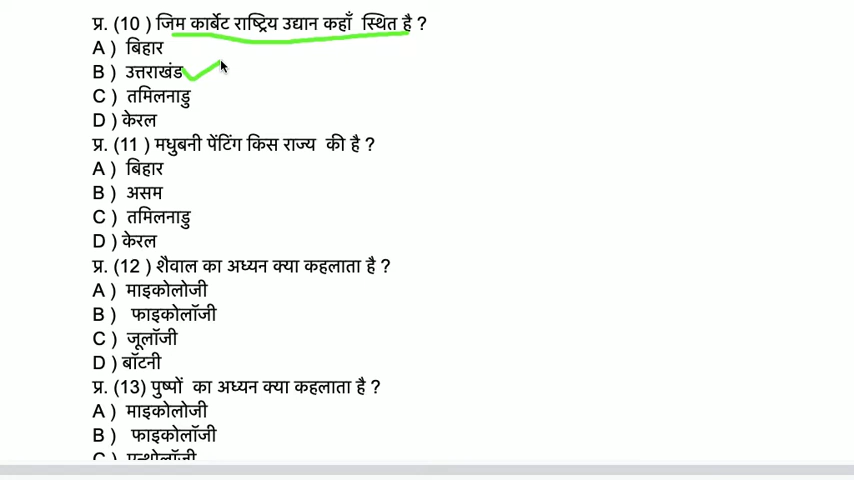 प्र. (10 ) जिम कार्बेट राष्ट्रिय उद्यान कहाँ स्थित है ?
A ) बिहार
B ) उत्तराखंड
C ) तमिलनाडु
D ) केरल
प्र. (11 ) मधुबनी पेंटिंग किस राज्य की है ?
A ) बिहार
B ) असम
C ) तमिलनाडु
D ) केरल
प्र. (12 ) शैवाल का अध्यन क्या कहलाता है ?
A ) माइकोलोजी
B ) फाइकोलॉजी
C ) जूलॉजी
D ) बॉटनी
प्र. (13) पुष्पों का अध्यन क्या कहलाता है ?
A ) माइकोलोजी
B ) फाइकोलॉजी
C )